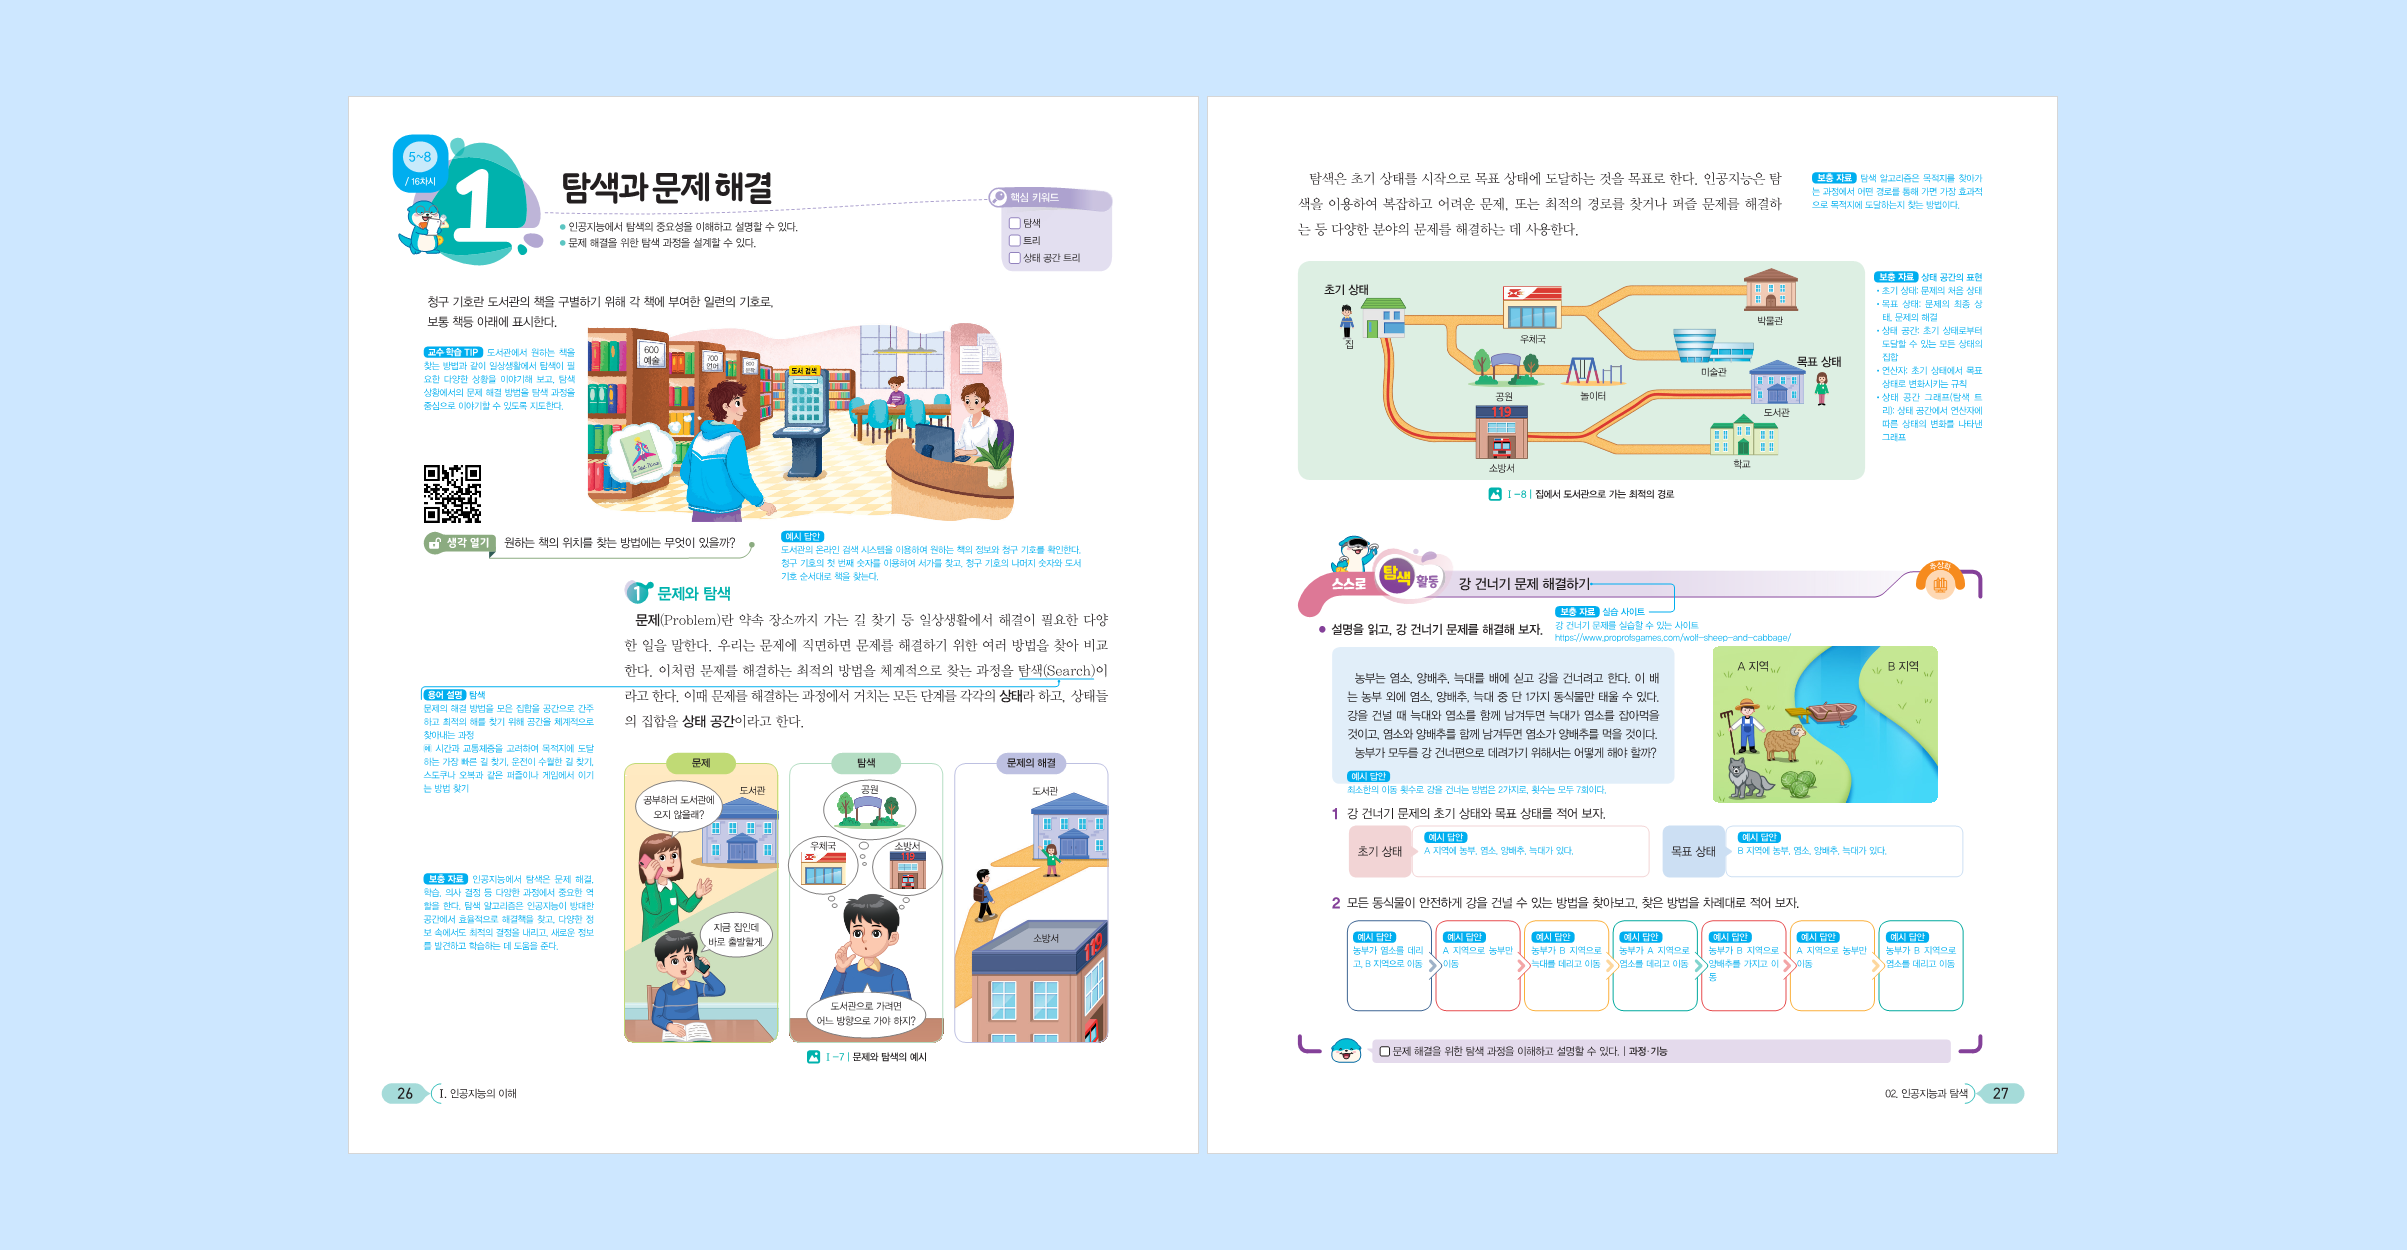 5~8
/ 16차시
1
탐색과 문제 해결
인공지능에서 탐색의 중요성을 이해하고 설명할 수 있다.
문제 해결을 위한 탐색 과정을 설계할 수 있다.
핵심 키워드
탐색
트리
상태 공간 트리
청구 기호란 도서관의 책을 구별하기 위해 각 책에 부여한 일련의 기호로,
보통 책등 아래에 표시한다.
교수 학습 TIP 도서관에서 원하는 책을
찾는 방법과 같이 일상생활에서 탐색이 필
요한 다양한 상황을 이야기해 보고, 탐색
상황에서의 문제 해결 방법을 탐색 과정을
중심으로 이야기할 수 있도록 지도한다.
600
예술
700
언어
도서 검색
생각 열기 원하는 책의 위치를 찾는 방법에는 무엇이 있을까?
예시 답안
도서관의 온라인 검색 시스템을 이용하여 원하는 책의 정보와 청구 기호를 확인한다.
청구 기호의 첫 번째 숫자를 이용하여 서가를 찾고, 청구 기호의 나머지 숫자와 도서
기호 순서대로 책을 찾는다.
1 문제와 탐색
문제(Problem)란 약속 장소까지 가는 길 찾기 등 일상생활에서 해결이 필요한 다양
한 일을 말한다. 우리는 문제에 직면하면 문제를 해결하기 위한 여러 방법을 찾아 비교
한다. 이처럼 문제를 해결하는 최적의 방법을 체계적으로 찾는 과정을 탐색(Search)이
라고 한다. 이때 문제를 해결하는 과정에서 거치는 모든 단계를 각각의 상태라 하고, 상태들
의 집합을 상태 공간이라고 한다.
용어 설명 탐색
문제의 해결 방법을 모은 집합을 공간으로 간주
하고 최적의 해를 찾기 위해 공간을 체계적으로
찾아내는 과정
예 시간과 교통체증을 고려하여 목적지에 도달
하는 가장 빠른 길 찾기, 운전이 수월한 길 찾기,
스도쿠나 오목과 같은 퍼즐이나 게임에서 이기
는 방법 찾기
보충 자료 인공지능에서 탐색은 문제 해결,
학습, 의사 결정 등 다양한 과정에서 중요한 역
할을 한다. 탐색 알고리즘은 인공지능이 방대한
공간에서 효율적으로 해결책을 찾고, 다양한 정
보 속에서도 최적의 결정을 내리고, 새로운 정보
를 발견하고 학습하는 데 도움을 준다.
문제
공부하러 도서관에
오지 않을래?
도서관
지금 집인데
바로 출발할게.
탐색
공원
우체국
소방서
119
도서관으로 가려면
어느 방향으로 가야 하지?
문제의 해결
도서관
소방서
119
Ⅰ-7 | 문제와 탐색의 예시
26
Ⅰ. 인공지능의 이해
탐색은 초기 상태를 시작으로 목표 상태에 도달하는 것을 목표로 한다. 인공지능은 탐
색을 이용하여 복잡하고 어려운 문제, 또는 최적의 경로를 찾거나 퍼즐 문제를 해결하
는 등 다양한 분야의 문제를 해결하는 데 사용한다.
보충 자료 탐색 알고리즘은 목적지를 찾아가
는 과정에서 어떤 경로를 통해 가면 가장 효과적
으로 목적지에 도달하는지 찾는 방법이다.
초기 상태
집
우체국
박물관
미술관
공원
놀이터
목표 상태
도서관
119
소방서
학교
Ⅰ-8 | 집에서 도서관으로 가는 최적의 경로
보충 자료 상태 공간의 표현
• 초기 상태: 문제의 처음 상태
• 목표 상태: 문제의 최종 상
태, 문제의 해결
• 상태 공간: 초기 상태로부터
도달할 수 있는 모든 상태의
집합
• 연산자: 초기 상태에서 목표
상태로 변화시키는 규칙
• 상태 공간 그래프(탐색 트
리): 상태 공간에서 연산자에
따른 상태의 변화를 나타낸
그래프
스스로 탐색 활동
강 건너기 문제 해결하기
추상화
보충 자료 실습 사이트
강 건너기 문제를 실습할 수 있는 사이트
https://www.proprofsgames.com/wolf-sheep-and-cabbage/
설명을 읽고, 강 건너기 문제를 해결해 보자.
농부는 염소, 양배추, 늑대를 배에 싣고 강을 건너려고 한다. 이 배
는 농부 외에 염소, 양배추, 늑대 중 단 1가지 동식물만 태울 수 있다.
강을 건널 때 늑대와 염소를 함께 남겨두면 늑대가 염소를 잡아먹을
것이고, 염소와 양배추를 함께 남겨두면 염소가 양배추를 먹을 것이다.
농부가 모두를 강 건너편으로 데려가기 위해서는 어떻게 해야 할까?
A 지역
B 지역
예시 답안
최소한의 이동 횟수로 강을 건너는 방법은 2가지로, 횟수는 모두 7회이다.
1 강 건너기 문제의 초기 상태와 목표 상태를 적어 보자.
초기 상태
예시 답안
A 지역에 농부, 염소, 양배추, 늑대가 있다.
목표 상태
예시 답안
B 지역에 농부, 염소, 양배추, 늑대가 있다.
2 모든 동식물이 안전하게 강을 건널 수 있는 방법을 찾아보고, 찾은 방법을 차례대로 적어 보자.
예시 답안
농부가 염소를 데리
고, B 지역으로 이동
예시 답안
A 지역으로 농부만
이동
예시 답안
농부가 B 지역으로
늑대를 데리고 이동
예시 답안
농부가 A 지역으로
염소를 데리고 이동
예시 답안
농부가 B 지역으로
양배추를 가지고 이
동
예시 답안
A 지역으로 농부만
이동
예시 답안
농부가 B 지역으로
염소를 데리고 이동
문제 해결을 위한 탐색 과정을 이해하고 설명할 수 있다. | 과정·기능
02. 인공지능과 탐색
27